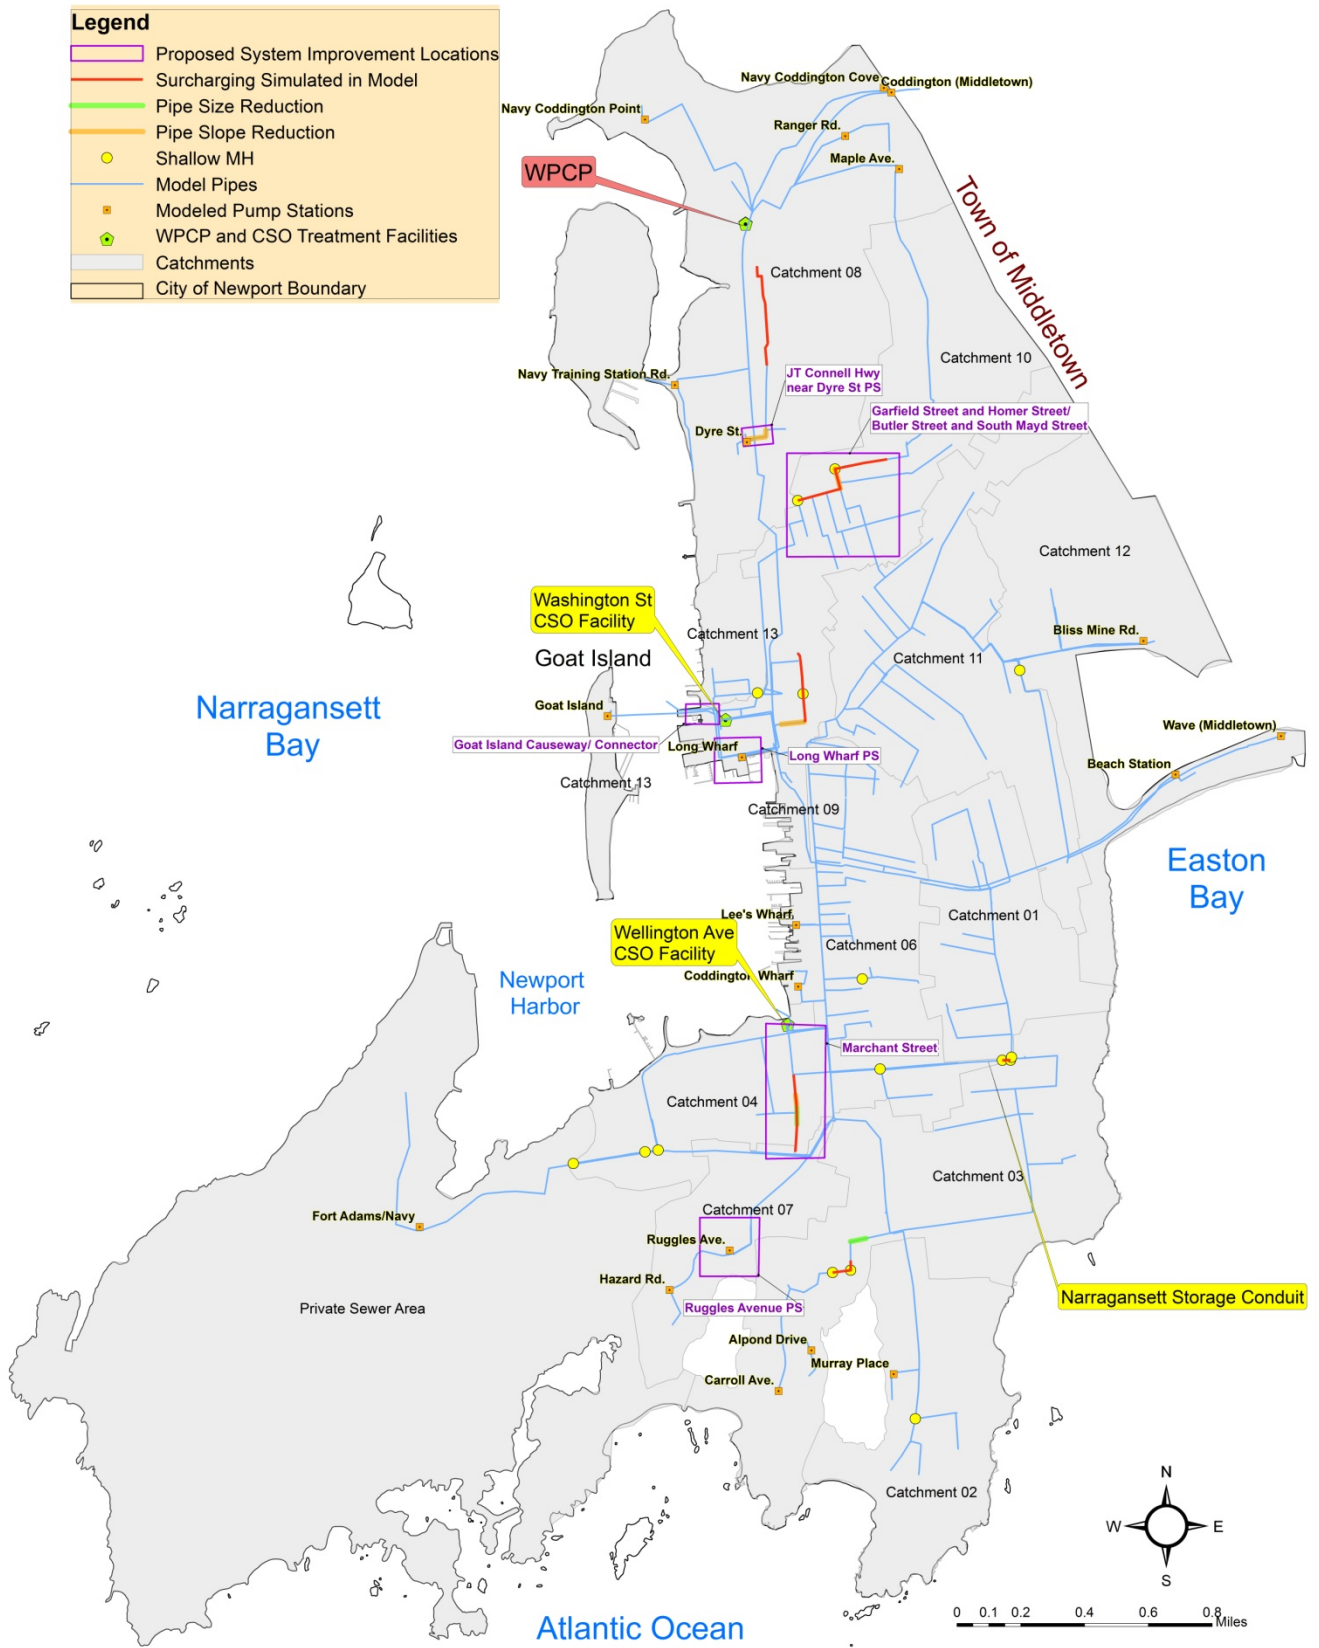 Legend
Proposed System Improvement Locations
Surcharging Simulated in Model
Pipe Size Reduction
Pipe Slope Reduction
Shallow MH
Model Pipes
Modeled Pump Stations
WPCP and CSO Treatment Facilities
Catchments
City of Newport Boundary
Navy Coddington Cove
Coddington (Middletown)
Navy Coddington Point
Ranger Rd.
Maple Ave.
WPCP
Town of Middletown
Catchment 08
Catchment 10
Navy Training Station Rd.
JT Connell Hwy
near Dyre St PS
Garfield Street and Homer Street/
Butler Street and South Mayd Street
Dyre St.
Catchment 12
Washington St
CSO Facility
Catchment 13
Bliss Mine Rd.
Goat Island
Catchment 11
Narragansett
Bay
Goat Island
Wave (Middletown)
Goat Island Causeway/ Connector
Long Wharf
Long Wharf PS
Beach Station
Catchment 13
Catchment 09
Easton
Bay
Lee's Wharf
Catchment 01
Wellington Ave
CSO Facility
Catchment 06
Coddington Wharf
Newport
Harbor
Marchant Street
Catchment 04
Catchment 03
Catchment 07
Fort Adams/Navy
Ruggles Ave.
Hazard Rd.
Narragansett Storage Conduit
Private Sewer Area
Ruggles Avenue PS
Alpond Drive
Murray Place
Carroll Ave.
Catchment 02
N
W
E
S
0 0.1 0.2 0.4 0.6 0.8
Miles
Atlantic Ocean